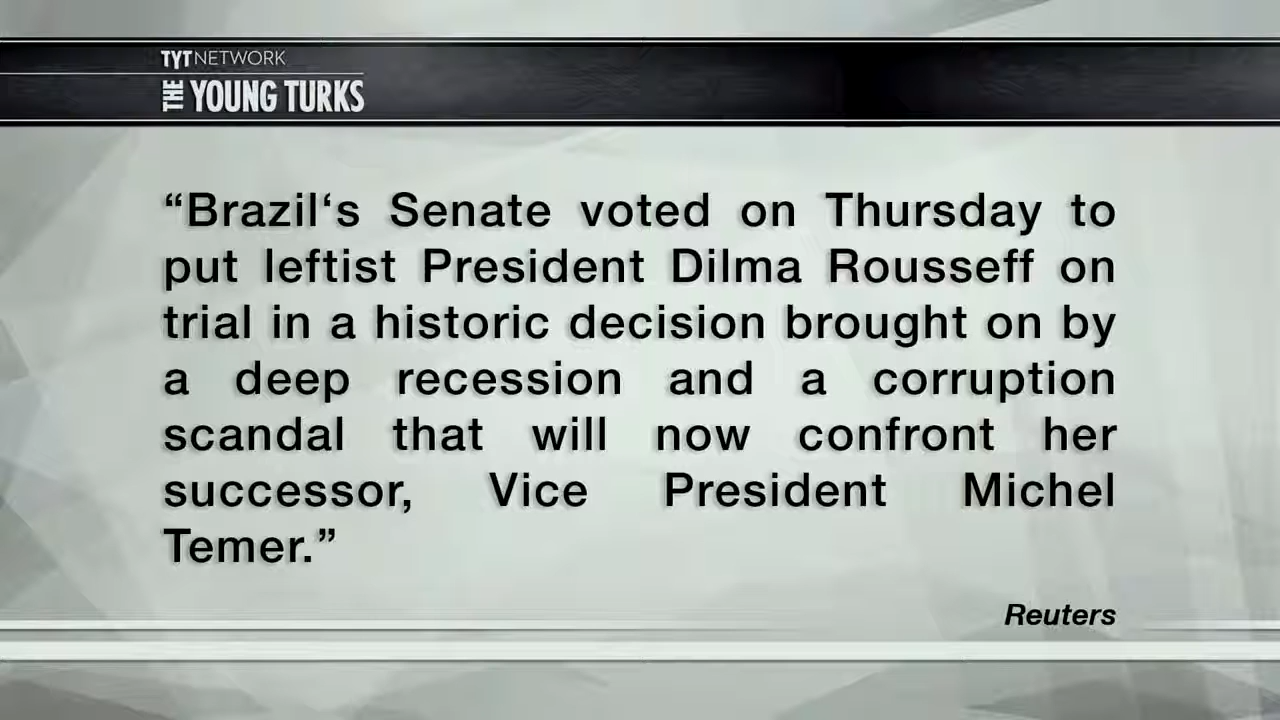 TYT NETWORK
THE YOUNG TURKS
“Brazil‘s Senate voted on Thursday to
put leftist President Dilma Rousseff on
trial in a historic decision brought on by
a deep recession and a corruption
scandal that will now confront her
successor, Vice President Michel
Temer.”
Reuters